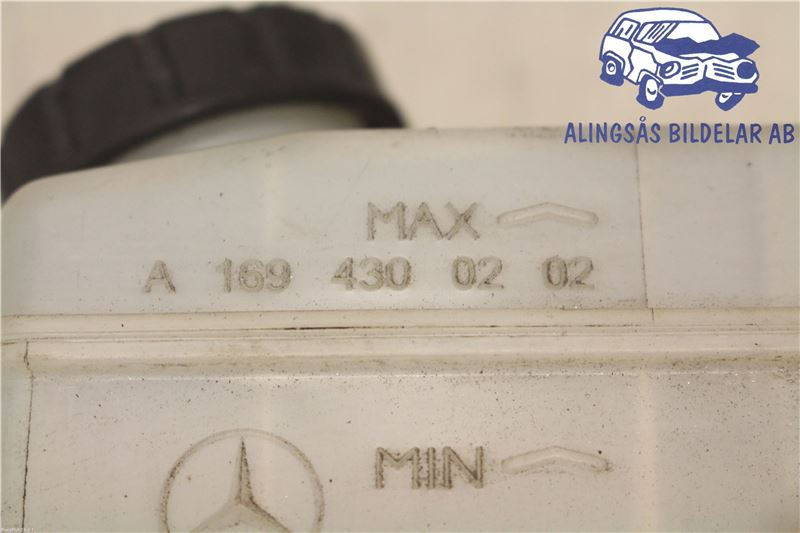 ALINGSÅS BILDELAR AB
MAX
A 169 430 02 02
MIN